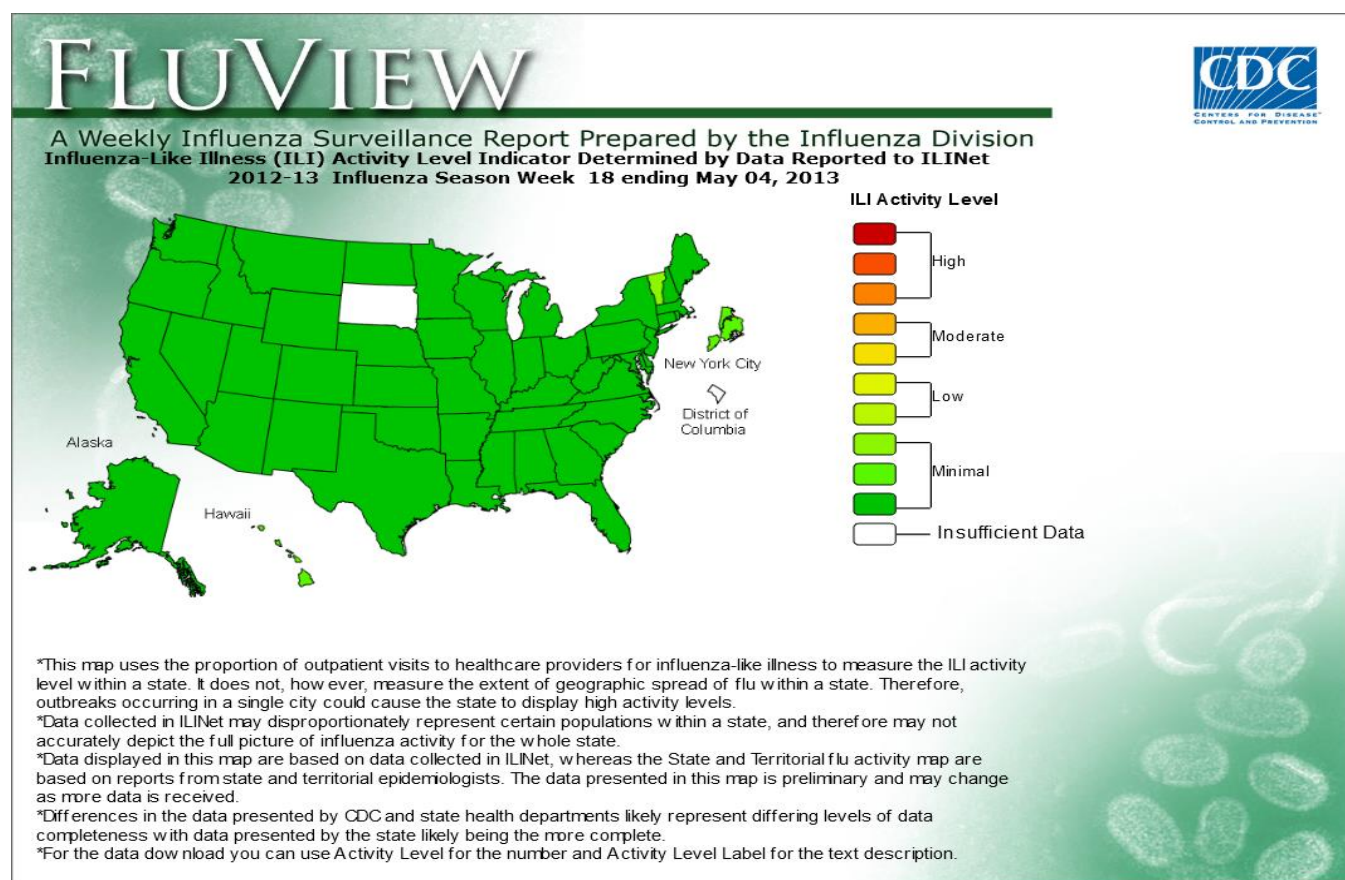 FLUVIEW
CDC
CENTERS FOR DISEASE
CONTROL AND PREVENTION
A Weekly Influenza Surveillance Report Prepared by the Influenza Division
Influenza-Like Illness (ILI) Activity Level Indicator Determined by Data Reported to ILINet
2012-13 Influenza Season Week 18 ending May 04, 2013
ILI Activity Level
High
Moderate
Low
Minimal
Insufficient Data
New York City
District of
Columbia
Alaska
Hawaii
*This map uses the proportion of outpatient visits to healthcare providers for influenza-like illness to measure the ILI activity
level within a state. It does not, however, measure the extent of geographic spread of flu within a state. Therefore,
outbreaks occurring in a single city could cause the state to display high activity levels.
*Data collected in ILINet may disproportionately represent certain populations within a state, and therefore may not
accurately depict the full picture of influenza activity for the whole state.
*Data displayed in this map are based on data collected in ILINet, whereas the State and Territorial flu activity map are
based on reports from state and territorial epidemiologists. The data presented in this map is preliminary and may change
as more data is received.
*Differences in the data presented by CDC and state health departments likely represent differing levels of data
completeness with data presented by the state likely being the more complete.
*For the data download you can use Activity Level for the number and Activity Level Label for the text description.